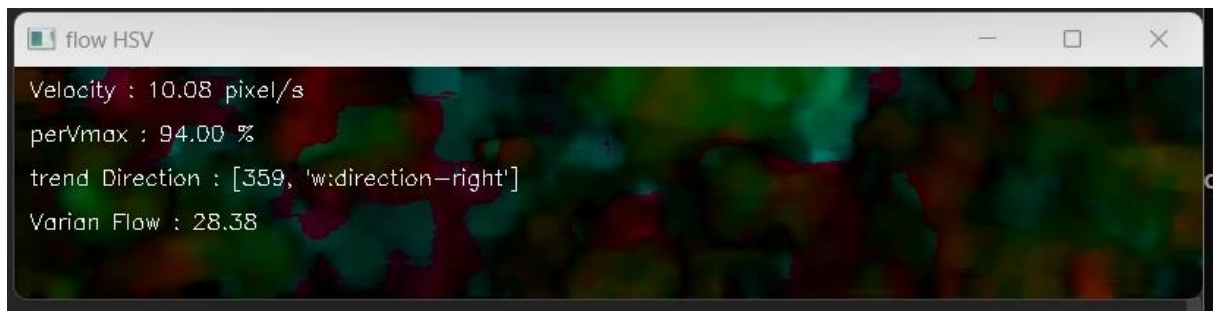 flow HSV
Velocity : 10.08 pixel/s
perVmax : 94.00 %
trend Direction : [359, 'w:direction-right']
Varian Flow : 28.38